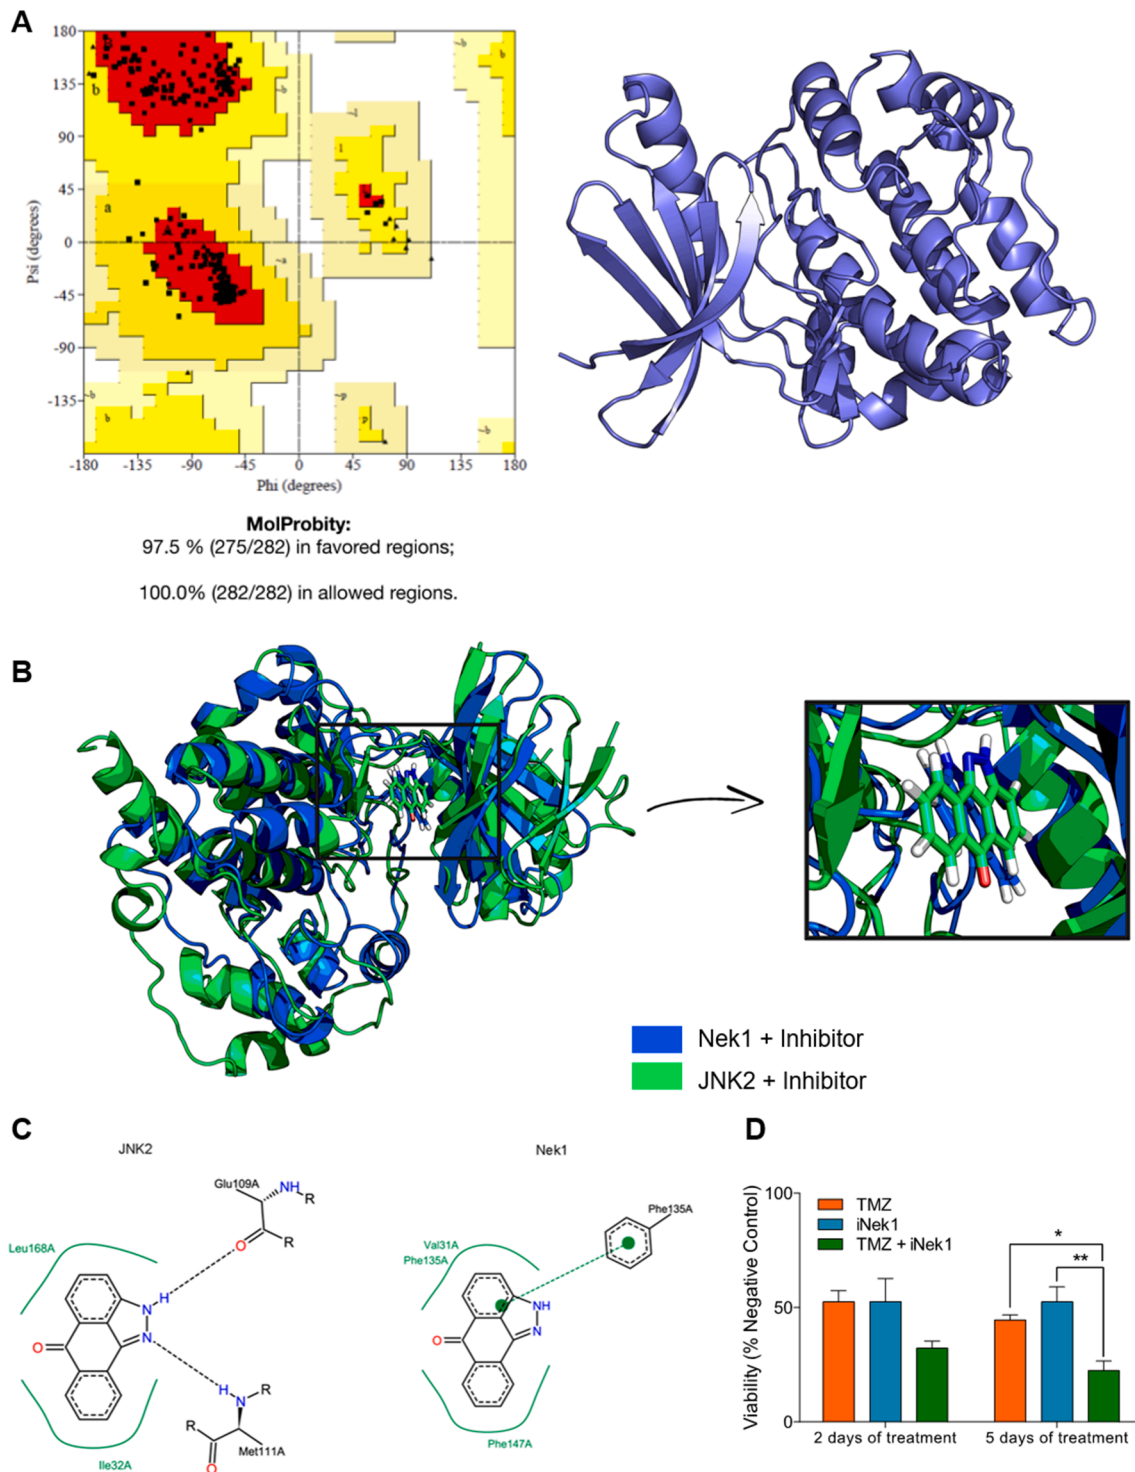 A
180
135
90
45
0
-45
-90
-135
Psi (degrees)
b
a
~a
~b
~l
l
~p
p
~b
b
~b
b
-180 -135 -90 -45 0 45 90 135 180
Phi (degrees)
MolProbity:
97.5 % (275/282) in favored regions;
100.0% (282/282) in allowed regions.
B
Nek1 + Inhibitor
JNK2 + Inhibitor
C
JNK2
Glu109A
NH
R
R
O
Leu168A
H
N
N
O
H
N
R
R
Met111A
O
Ile32A
Nek1
Phe135A
Val31A
Phe135A
NH
N
O
Phe147A
D
Viability (% Negative Control)
100
50
0
TMZ
iNek1
TMZ + iNek1
*
**
2 days of treatment
5 days of treatment